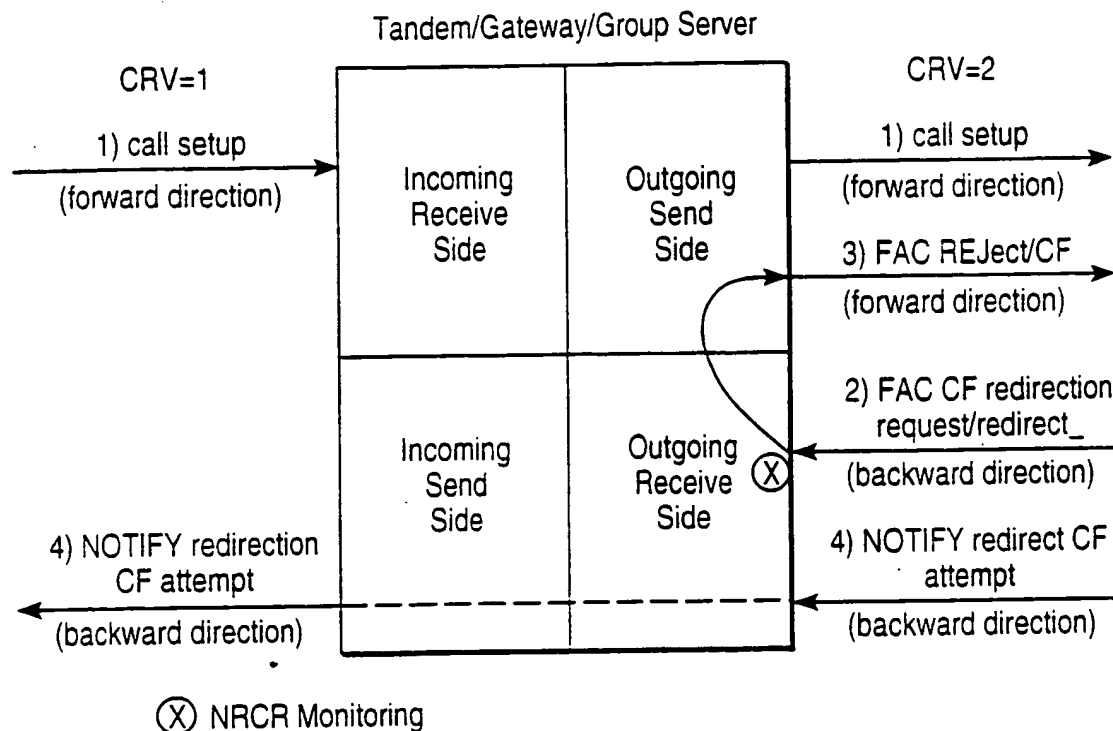 Tandem/Gateway/Group Server
CRV=1
CRV=2
1) call setup
(forward direction)
Incoming
Receive
Side
Outgoing
Send
Side
1) call setup
(forward direction)
3) FAC REJect/CF
(forward direction)
2) FAC CF redirection
request/redirect_
(backward direction)
Incoming
Send
Side
Outgoing
Receive
Side
X
4) NOTIFY redirection
CF attempt
(backward direction)
4) NOTIFY redirect CF
attempt
(backward direction)
X NRCR Monitoring